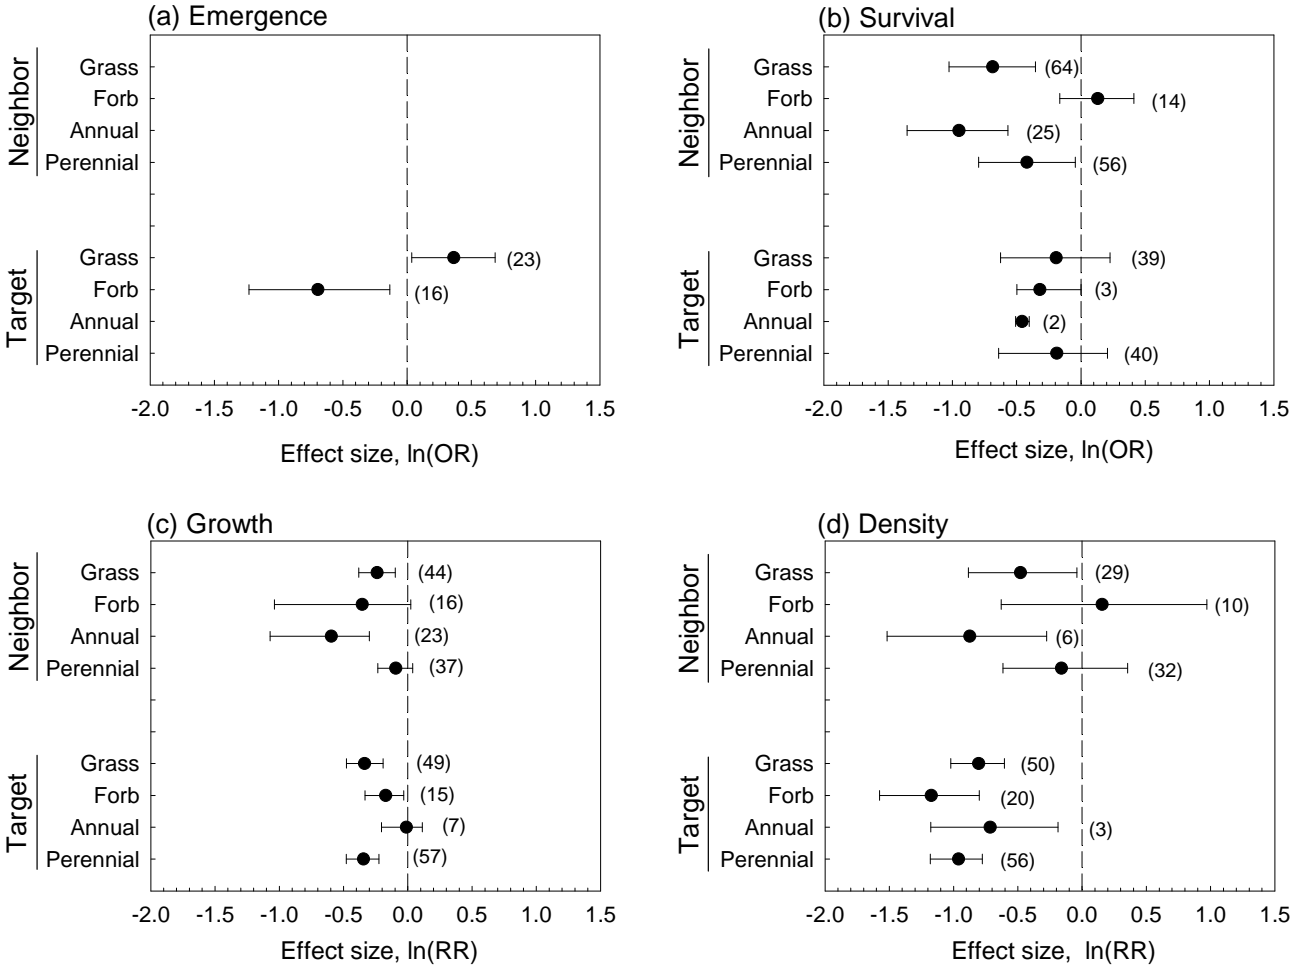 (a) Emergence
Neighbor
Grass
Forb
Annual
Perennial
Target
Grass (23)
Forb (16)
Annual
Perennial
-2.0 -1.5 -1.0 -0.5 0.0 0.5 1.0 1.5
Effect size, ln(OR)
(b) Survival
Neighbor
Grass (64)
Forb (14)
Annual (25)
Perennial (56)
Target
Grass (39)
Forb (3)
Annual (2)
Perennial (40)
-2.0 -1.5 -1.0 -0.5 0.0 0.5 1.0 1.5
Effect size, ln(OR)
(c) Growth
Neighbor
Grass (44)
Forb (16)
Annual (23)
Perennial (37)
Target
Grass (49)
Forb (15)
Annual (7)
Perennial (57)
-2.0 -1.5 -1.0 -0.5 0.0 0.5 1.0 1.5
Effect size, ln(RR)
(d) Density
Neighbor
Grass (29)
Forb (10)
Annual (6)
Perennial (32)
Target
Grass (50)
Forb (20)
Annual (3)
Perennial (56)
-2.0 -1.5 -1.0 -0.5 0.0 0.5 1.0 1.5
Effect size, ln(RR)